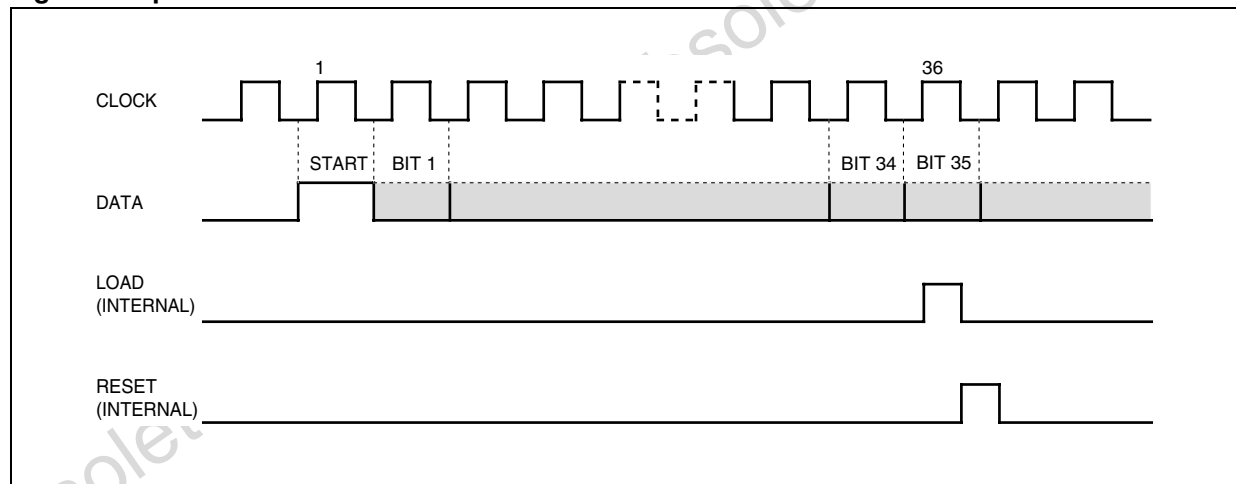 1
36
CLOCK
START
BIT 1
BIT 34
BIT 35
DATA
LOAD
(INTERNAL)
RESET
(INTERNAL)